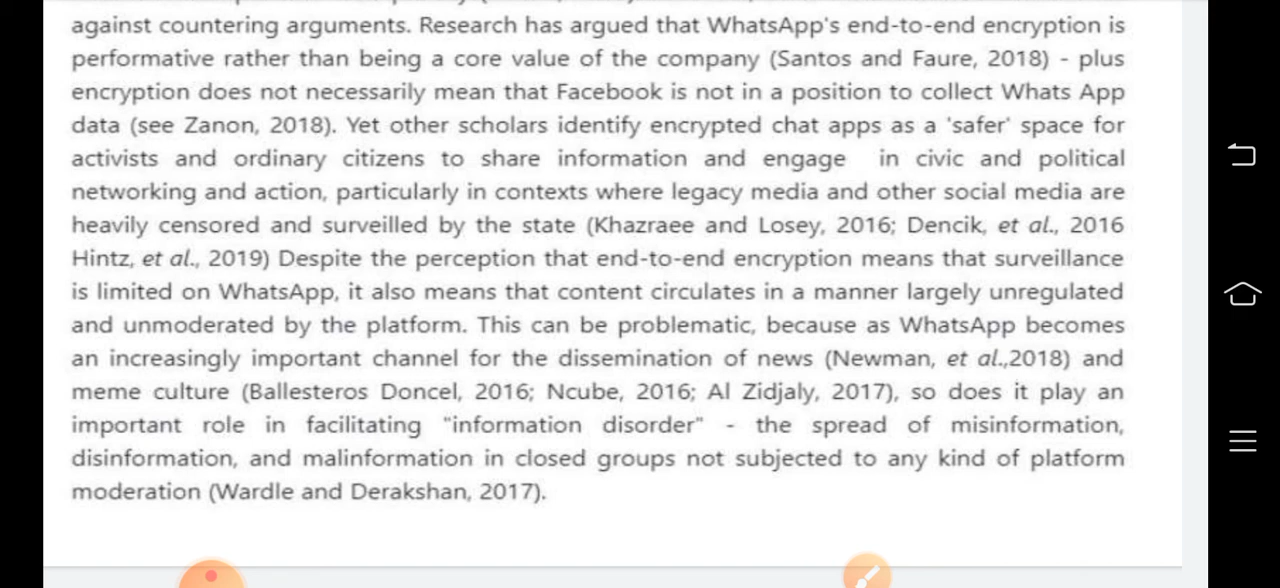 against countering arguments. Research has argued that WhatsApp's end-to-end encryption is
performative rather than being a core value of the company (Santos and Faure, 2018) - plus
encryption does not necessarily mean that Facebook is not in a position to collect Whats App
data (see Zanon, 2018). Yet other scholars identify encrypted chat apps as a 'safer' space for
activists and ordinary citizens to share information and engage in civic and political
networking and action, particularly in contexts where legacy media and other social media are
heavily censored and surveilled by the state (Khazraee and Losey, 2016; Dencik, et al., 2016
Hintz, et al., 2019) Despite the perception that end-to-end encryption means that surveillance
is limited on WhatsApp, it also means that content circulates in a manner largely unregulated
and unmoderated by the platform. This can be problematic, because as WhatsApp becomes
an increasingly important channel for the dissemination of news (Newman, et al.,2018) and
meme culture (Ballesteros Doncel, 2016; Ncube, 2016; Al Zidjaly, 2017), so does it play an
important role in facilitating "information disorder" - the spread of misinformation,
disinformation, and malinformation in closed groups not subjected to any kind of platform
moderation (Wardle and Derakshan, 2017).